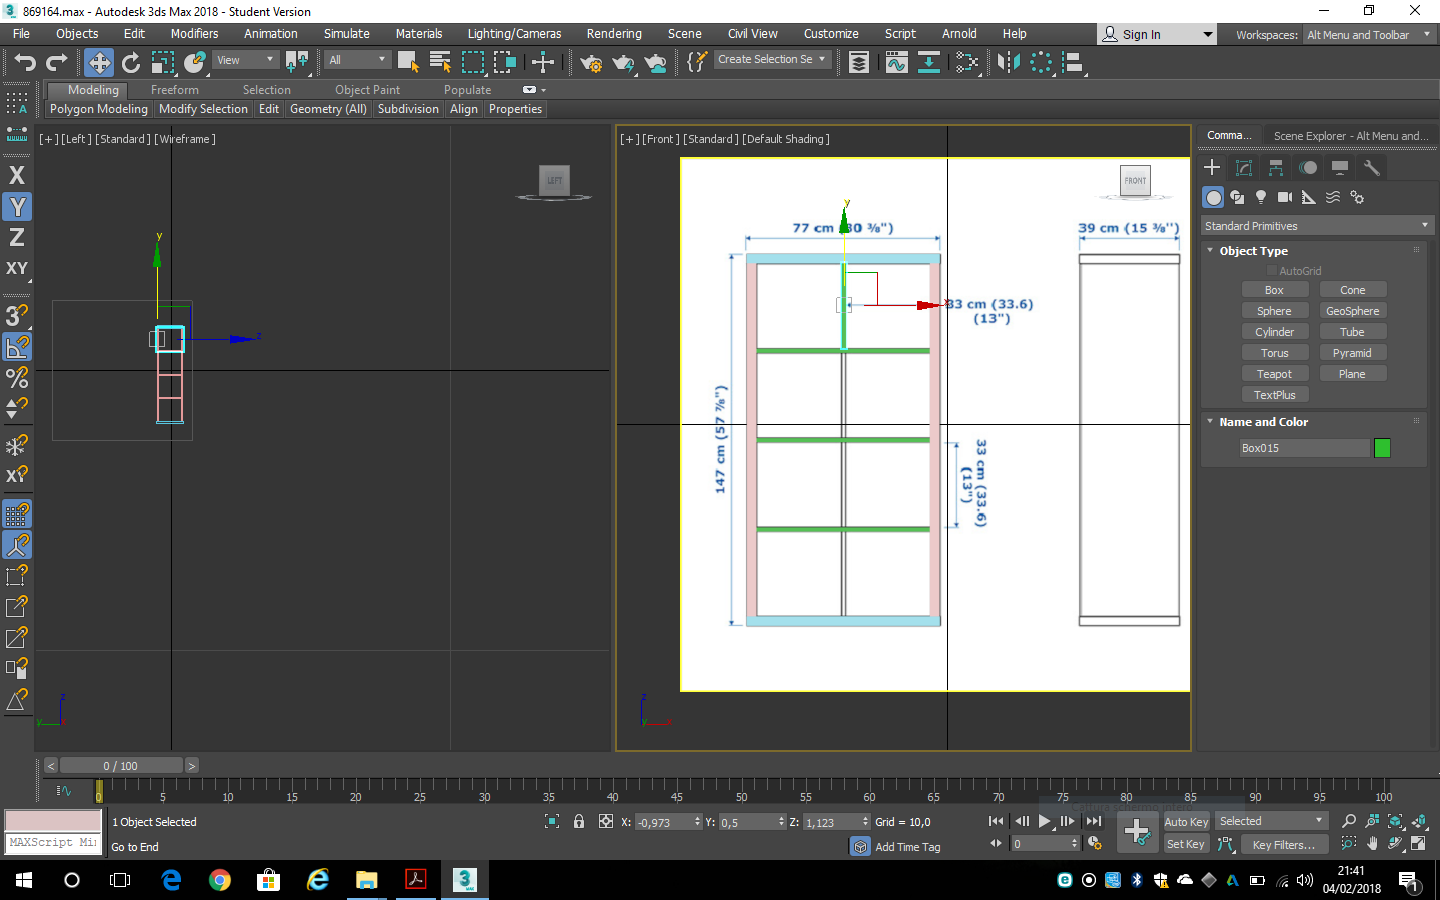 869164.max - Autodesk 3ds Max 2018 - Student Version
File Objects Edit Modifiers Animation Simulate Materials Lighting/Cameras Rendering Scene Civil View Customize Script Arnold Help Sign In Workspaces: Alt Menu and Toolbar
View All Create Selection Se
Modeling Freeform Selection Object Paint Populate
Polygon Modeling Modify Selection Edit Geometry (All) Subdivision Align Properties
[+] [Left] [Standard] [Wireframe]
LEFT
y
z
z
y
[+] [Front] [Standard] [Default Shading]
FRONT
77 cm (30 ⅜")
39 cm (15 ⅜")
33 cm (33.6)
(13")
147 cm (57 ⅞")
33 cm (33.6)
(13")
y
x
z
y
X
Y
Z
XY
3
%
XY
Comma... Scene Explorer - Alt Menu and...
Standard Primitives
Object Type
AutoGrid
Box Cone
Sphere GeoSphere
Cylinder Tube
Torus Pyramid
Teapot Plane
TextPlus
Name and Color
Box015
< 0 / 100 >
0 5 10 15 20 25 30 35 40 45 50 55 60 65 70 75 80 85 90 95 100
Cattura schermo intero
1 Object Selected X: -0,973 Y: 0,5 Z: 1,123 Grid = 10,0 Auto Key Selected
MAXScript Mi
Go to End Add Time Tag 0 Set Key Key Filters...
21:41
04/02/2018
1